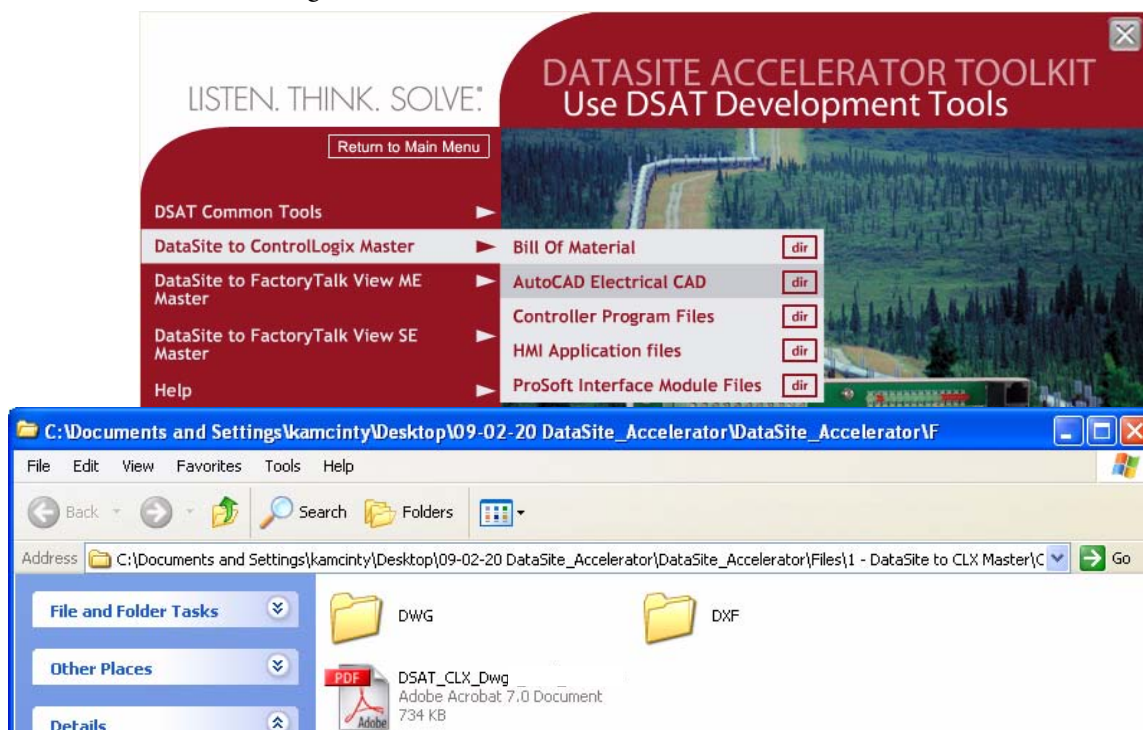 LISTEN. THINK. SOLVE.®
DATASITE ACCELERATOR TOOLKIT
Use DSAT Development Tools
Return to Main Menu
DSAT Common Tools
DataSite to ControlLogix Master
DataSite to FactoryTalk View ME
Master
DataSite to FactoryTalk View SE
Master
Help
Bill Of Material dir
AutoCAD Electrical CAD dir
Controller Program Files dir
HMI Application files dir
ProSoft Interface Module Files dir
C:\Documents and Settings\kamcinty\Desktop\09-02-20 DataSite_Accelerator\DataSite_Accelerator\F
File Edit View Favorites Tools Help
Back Search Folders
Address C:\Documents and Settings\kamcinty\Desktop\09-02-20 DataSite_Accelerator\DataSite_Accelerator\Files\1 - DataSite to CLX Master\C Go
File and Folder Tasks
Other Places
Details
DWG DXF
PDF
Adobe
DSAT_CLX_Dwg
Adobe Acrobat 7.0 Document
734 KB